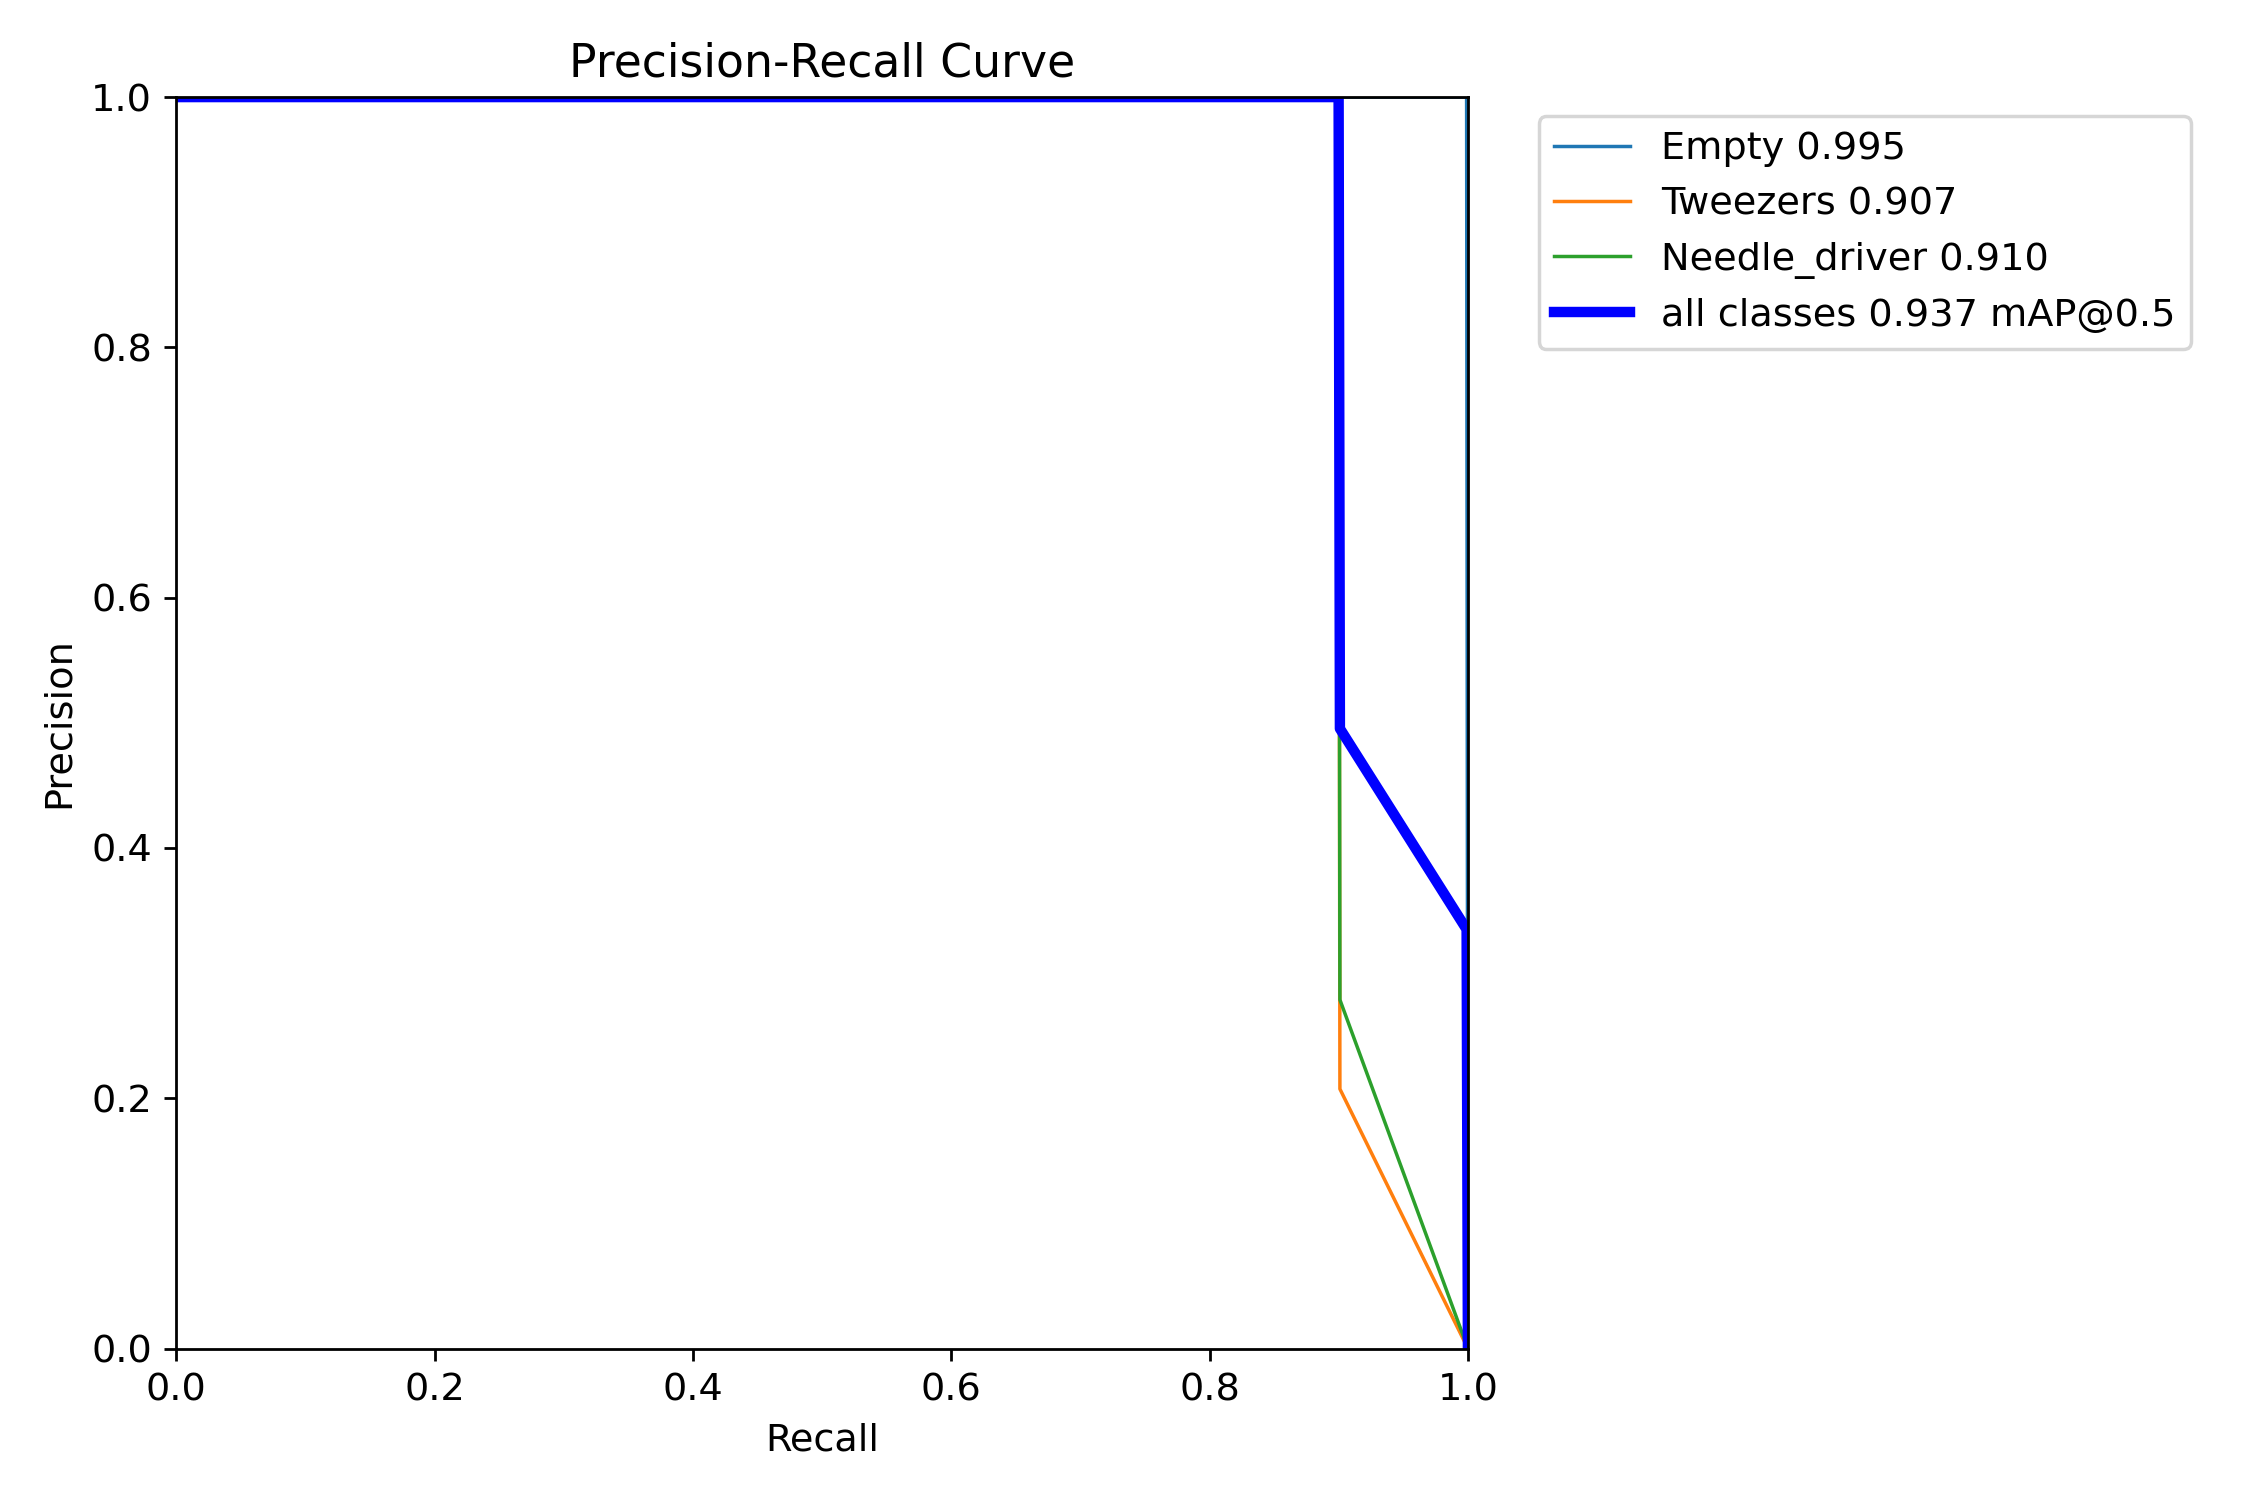 Precision-Recall Curve
1.0
0.8
0.6
0.4
0.2
0.0
Precision
0.0 0.2 0.4 0.6 0.8 1.0
Recall
Empty 0.995
Tweezers 0.907
Needle_driver 0.910
all classes 0.937 mAP@0.5